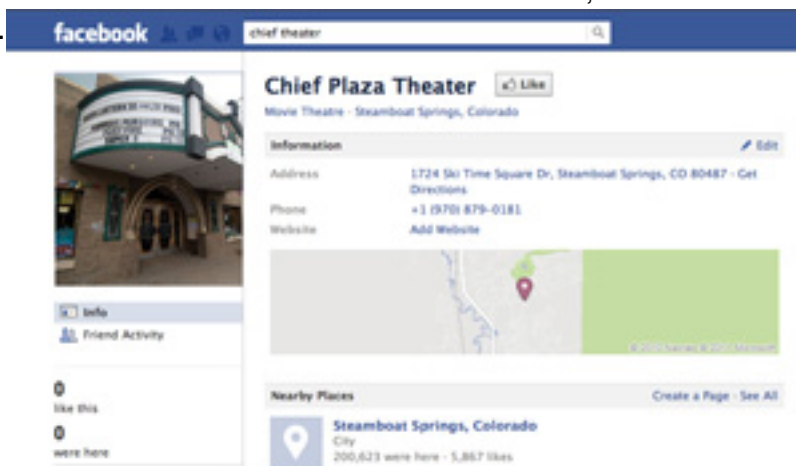 facebook
chief theater
Chief Plaza Theater Like
Movie Theatre · Steamboat Springs, Colorado
Information Edit
Address 1724 Ski Time Square Dr, Steamboat Springs, CO 80487 · Get
Directions
Phone +1 (970) 879-0181
Website Add Website
Info
Friend Activity
0
like this
0
were here
Nearby Places Create a Page · See All
Steamboat Springs, Colorado
City
200,623 were here · 5,867 likes